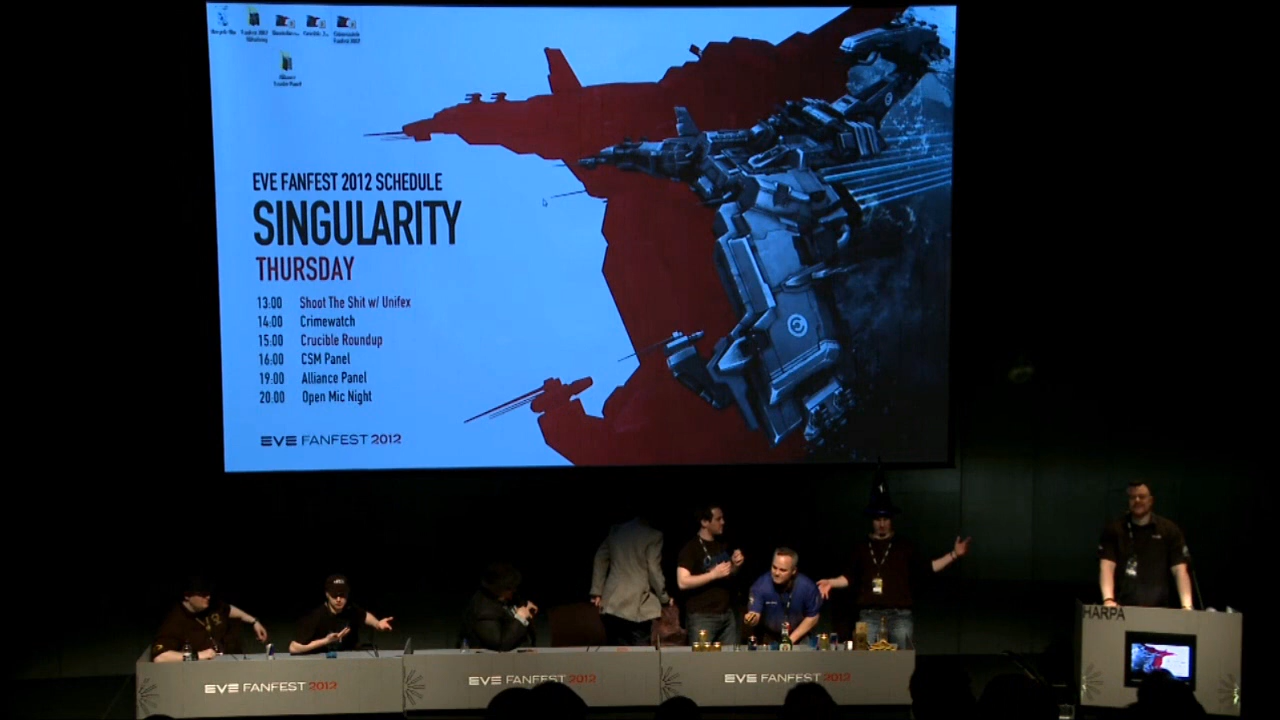 EVE FANFEST 2012 SCHEDULE
SINGULARITY
THURSDAY
13:00 Shoot The Shit w/ Unifex
14:00 Crimewatch
15:00 Crucible Roundup
16:00 CSM Panel
19:00 Alliance Panel
20:00 Open Mic Night
EVE FANFEST 2012
HARPA
EVE FANFEST 2012
EVE FANFEST 2012
EVE FANFEST 2012